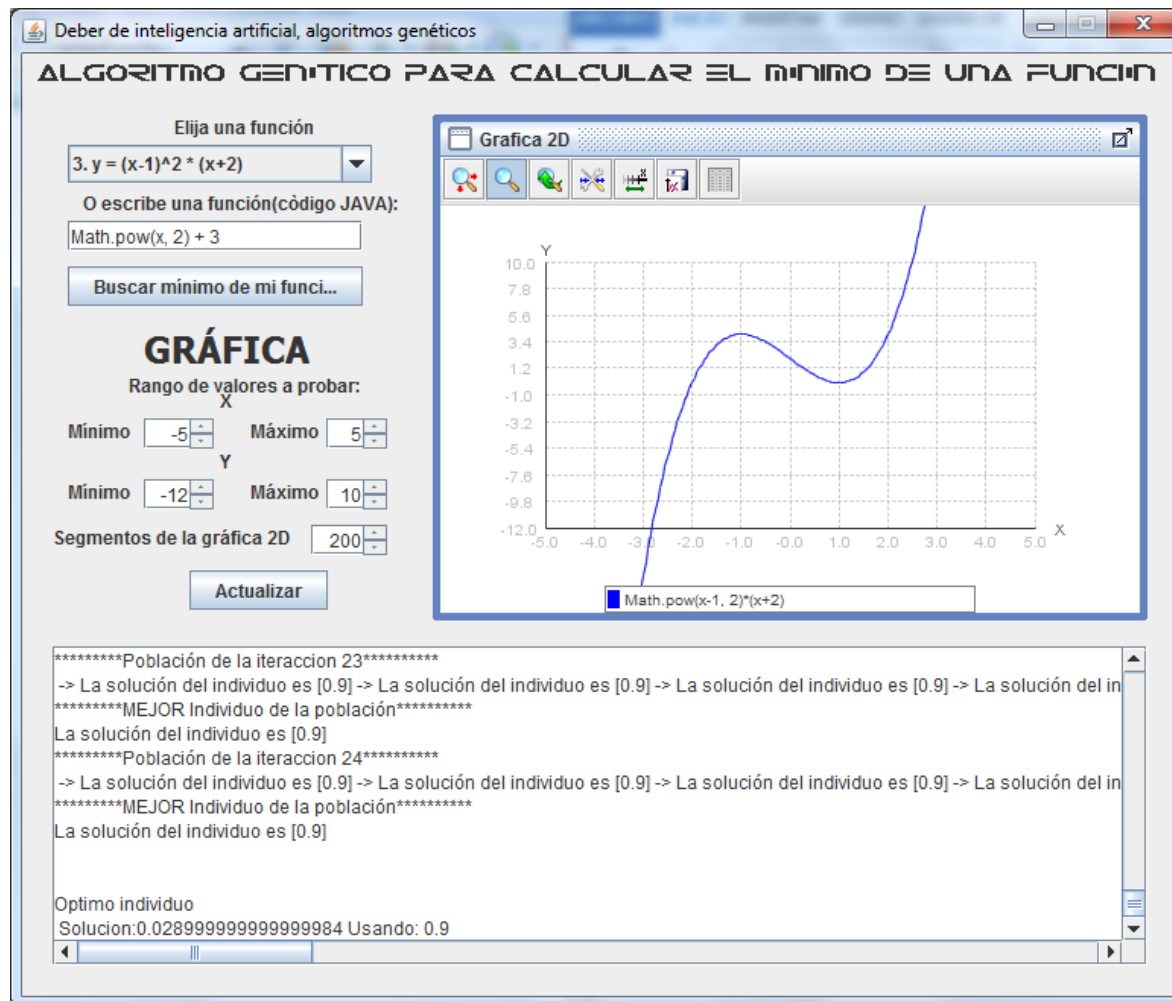 Deber de inteligencia artificial, algoritmos genéticos
ALGORITMO GEN TICO PARA CALCULAR EL M NIMO DE UNA FUNCI N
Elija una función
3. y = (x-1)^2 * (x+2)
O escribe una función(còdigo JAVA):
Math.pow(x, 2) + 3
Buscar mínimo de mi funci...
GRÁFICA
Rango de valores a probar:
X
Mínimo -5 Máximo 5
Y
Mínimo -12 Máximo 10
Segmentos de la gráfica 2D 200
Actualizar
Grafica 2D
Y
10.0
7.8
5.6
3.4
1.2
-1.0
-3.2
-5.4
-7.6
-9.8
-12.0
-5.0 -4.0 -3.0 -2.0 -1.0 -0.0 1.0 2.0 3.0 4.0 5.0 X
Math.pow(x-1, 2)*(x+2)
*********Población de la iteraccion 23**********
-> La solución del individuo es [0.9] -> La solución del individuo es [0.9] -> La solución del individuo es [0.9] -> La solución del in
*********MEJOR Individuo de la población**********
La solución del individuo es [0.9]
*********Población de la iteraccion 24**********
-> La solución del individuo es [0.9] -> La solución del individuo es [0.9] -> La solución del individuo es [0.9] -> La solución del in
*********MEJOR Individuo de la población**********
La solución del individuo es [0.9]
Optimo individuo
Solucion:0.028999999999999984 Usando: 0.9